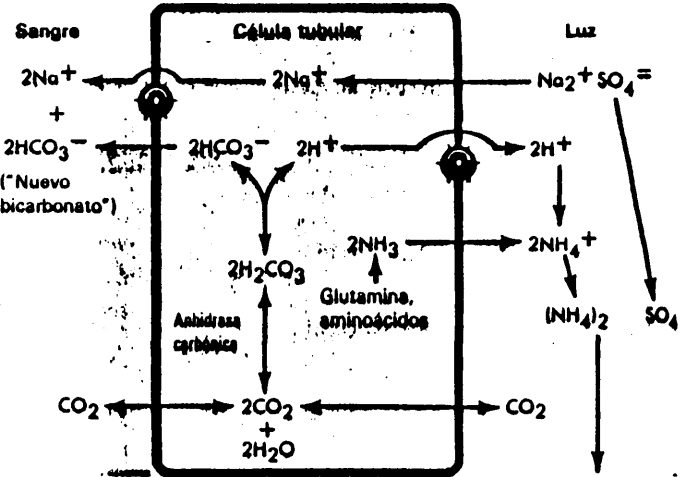 Sangre
Célula tubular
Luz
2Na+
2Na+
Na2+ SO4=
+
2HCO3−
2HCO3−
2H+
2H+
("Nuevo
bicarbonato")
2H2CO3
2NH3
2NH4+
Glutamina,
aminoácidos
Anhidrasa
carbónica
(NH4)2
SO4
CO2
2CO2
CO2
+
2H2O